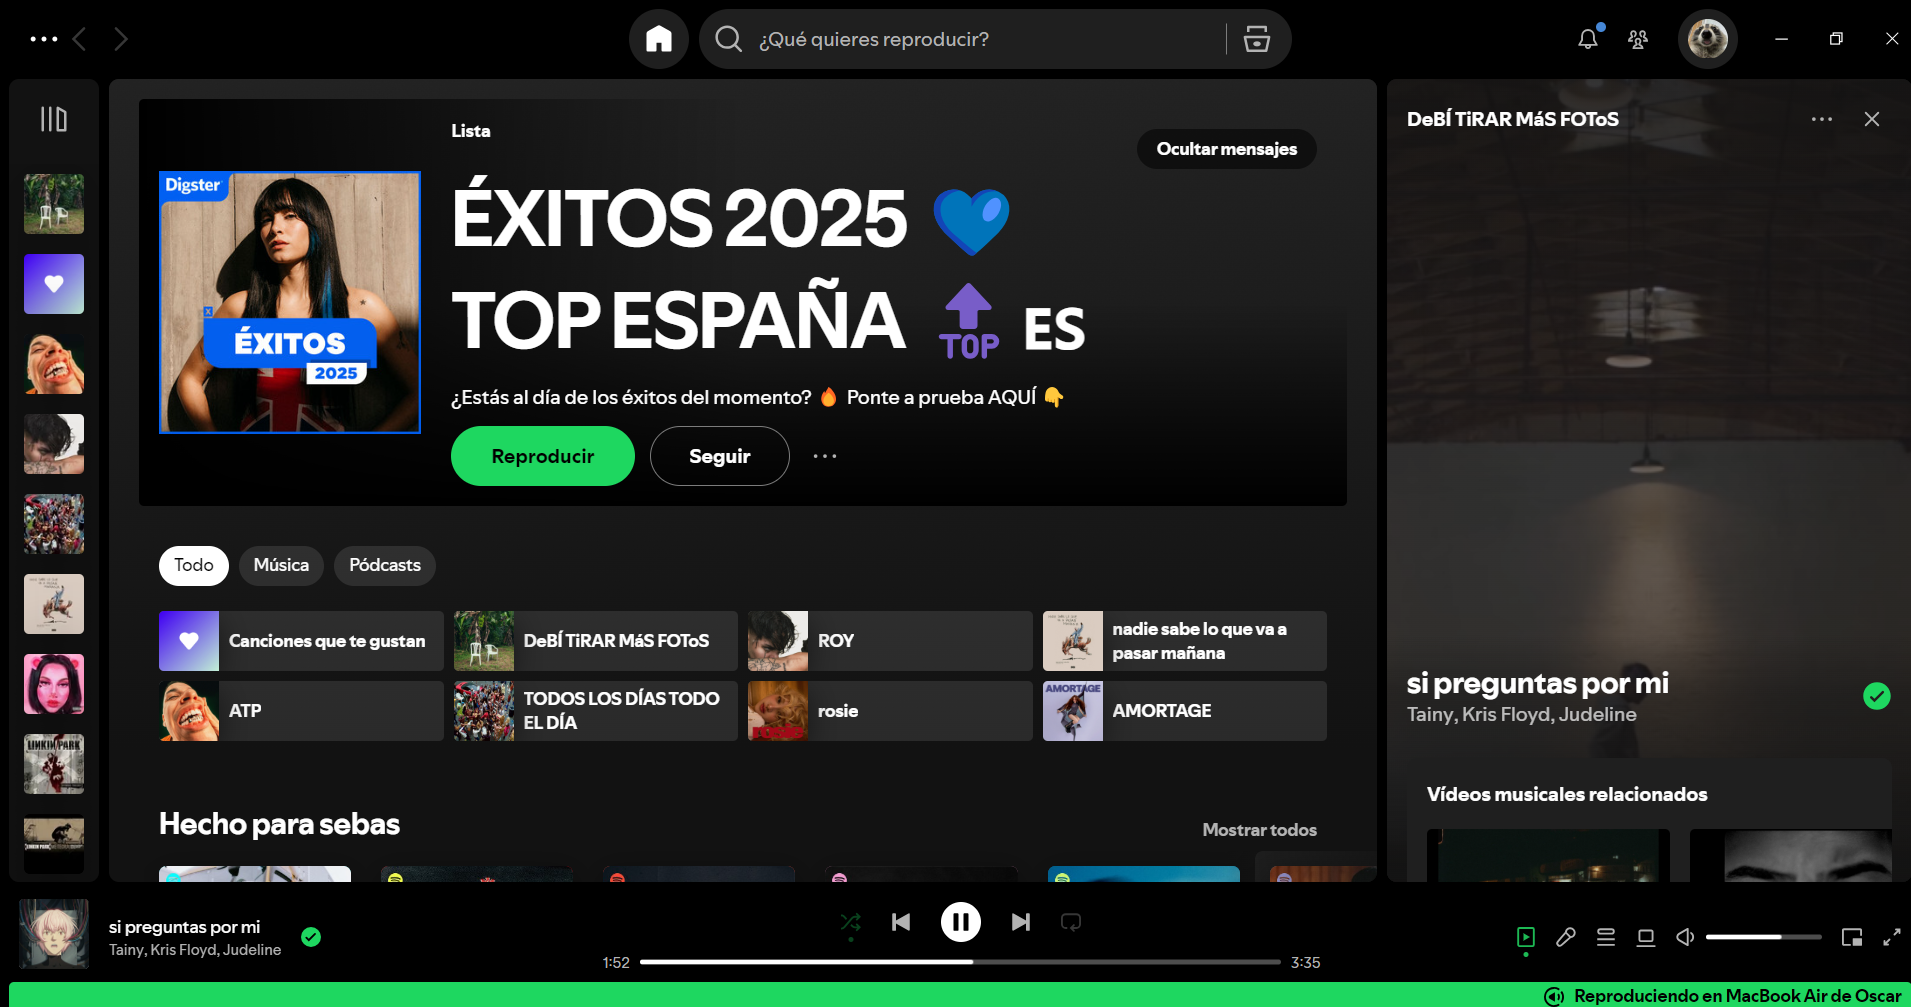 ¿Qué quieres reproducir?
Lista
Ocultar mensajes
Digster
ÉXITOS
2025
ÉXITOS 2025 💙
TOP ESPAÑA 🔝 ES
¿Estás al día de los éxitos del momento? 🔥 Ponte a prueba AQUÍ 👇
Reproducir
Seguir
Todo
Música
Pódcasts
Canciones que te gustan
DeBÍ TiRAR MáS FOToS
ROY
nadie sabe lo que va a
pasar mañana
ATP
TODOS LOS DÍAS TODO
EL DÍA
rosie
rosie
AMORTAGE
AMORTAGE
Hecho para sebas
Mostrar todos
LINKIN PARK
DeBÍ TiRAR MáS FOToS
si preguntas por mi
Tainy, Kris Floyd, Judeline
Vídeos musicales relacionados
si preguntas por mi
Tainy, Kris Floyd, Judeline
1:52
3:35
Reproduciendo en MacBook Air de Oscar